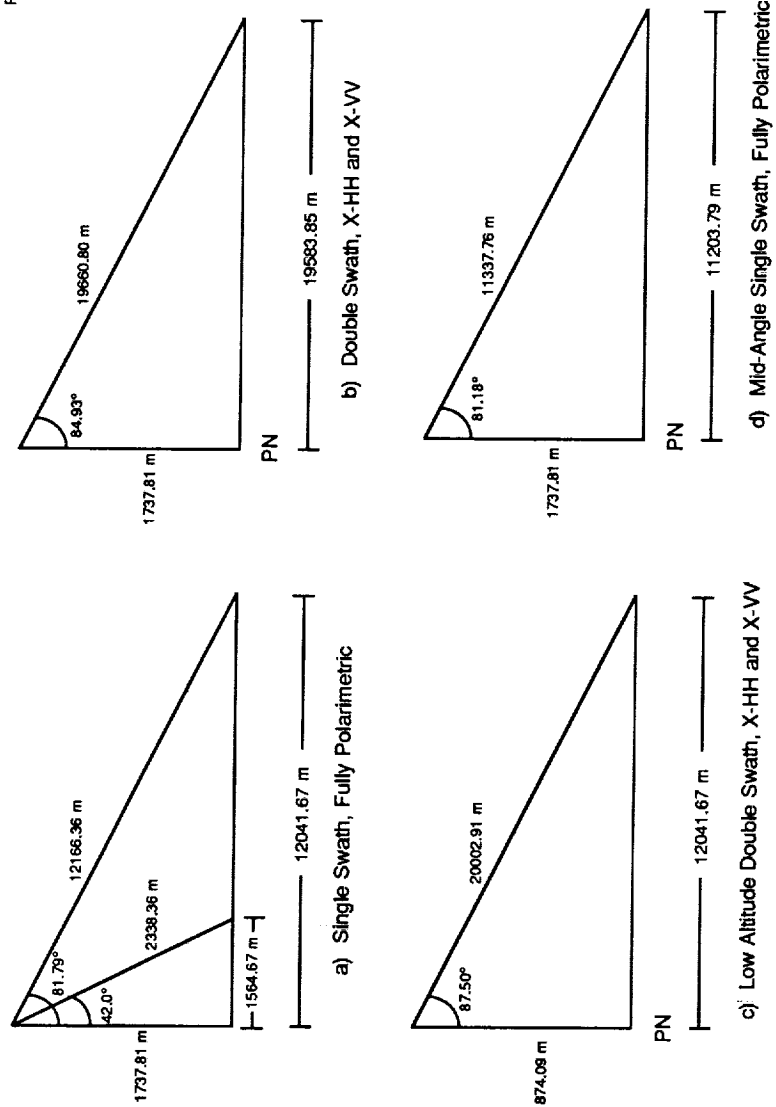 1737.81 m
81.79°
42.0°
12166.36 m
2338.36 m
1564.67 m
12041.67 m
a) Single Swath, Fully Polarimetric
1737.81 m
84.93°
19660.80 m
PN
19583.85 m
b) Double Swath, X-HH and X-VV
874.09 m
87.50°
20002.91 m
PN
12041.67 m
c) Low Altitude Double Swath, X-HH and X-VV
1737.81 m
81.18°
11337.76 m
PN
11203.79 m
d) Mid-Angle Single Swath, Fully Polarimetric